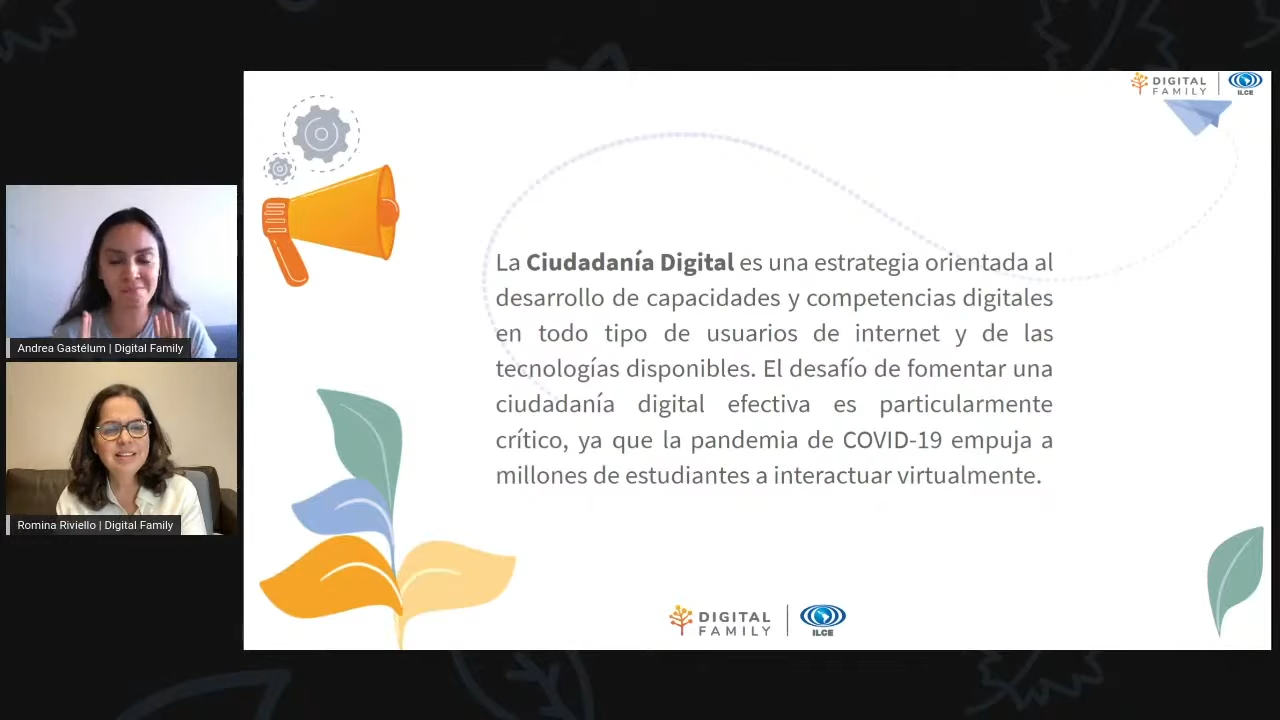 DIGITAL
FAMILY
ILCE
La Ciudadanía Digital es una estrategia orientada al
desarrollo de capacidades y competencias digitales
en todo tipo de usuarios de internet y de las
tecnologías disponibles. El desafío de fomentar una
ciudadanía digital efectiva es particularmente
crítico, ya que la pandemia de COVID-19 empuja a
millones de estudiantes a interactuar virtualmente.
Andrea Gastélum | Digital Family
Romina Riviello | Digital Family
DIGITAL
FAMILY
ILCE